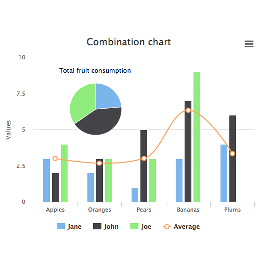 Combination chart
Total fruit consumption
Values
10
7.5
5
2.5
0
Apples Oranges Pears Bananas Plums
Jane John Joe Average